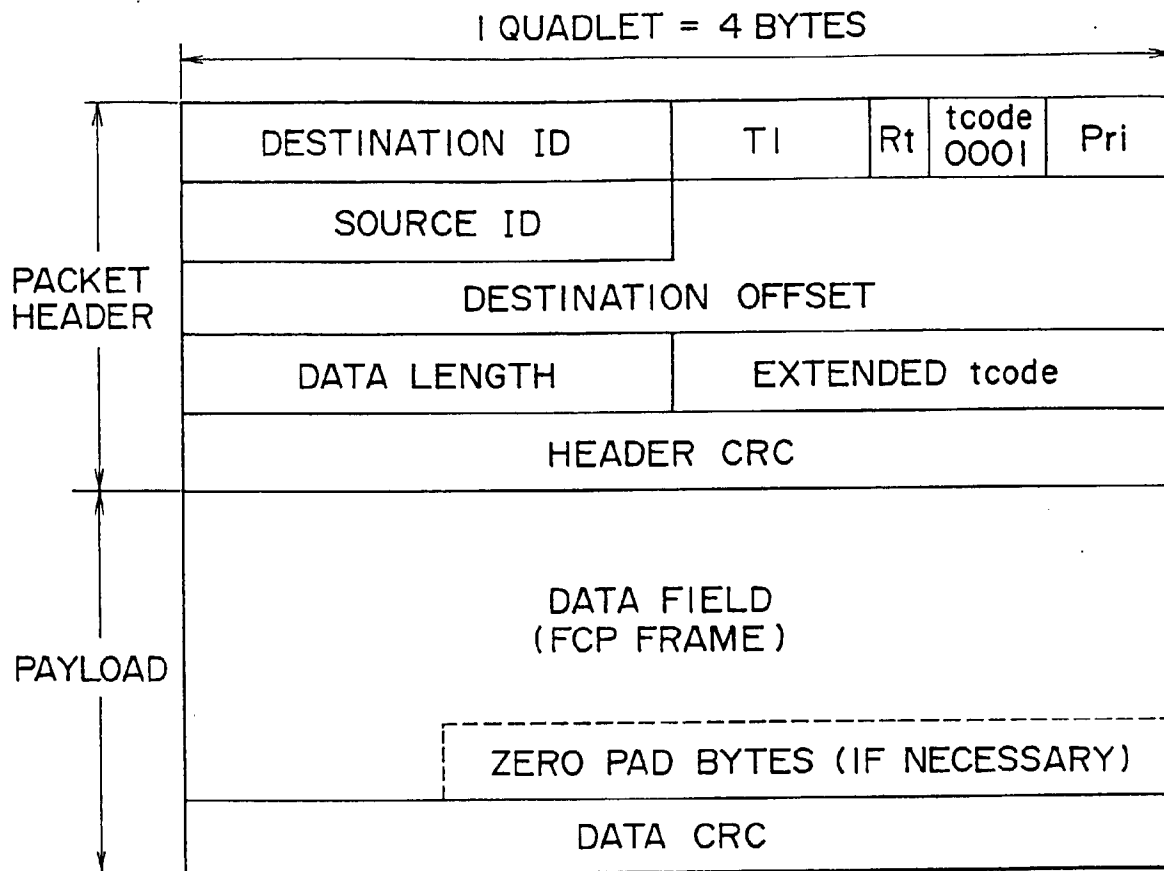 1 QUADLET = 4 BYTES
DESTINATION ID
T1
Rt
tcode
0001
Pri
SOURCE ID
PACKET
HEADER
DESTINATION OFFSET
DATA LENGTH
EXTENDED tcode
HEADER CRC
DATA FIELD
(FCP FRAME)
PAYLOAD
ZERO PAD BYTES (IF NECESSARY)
DATA CRC